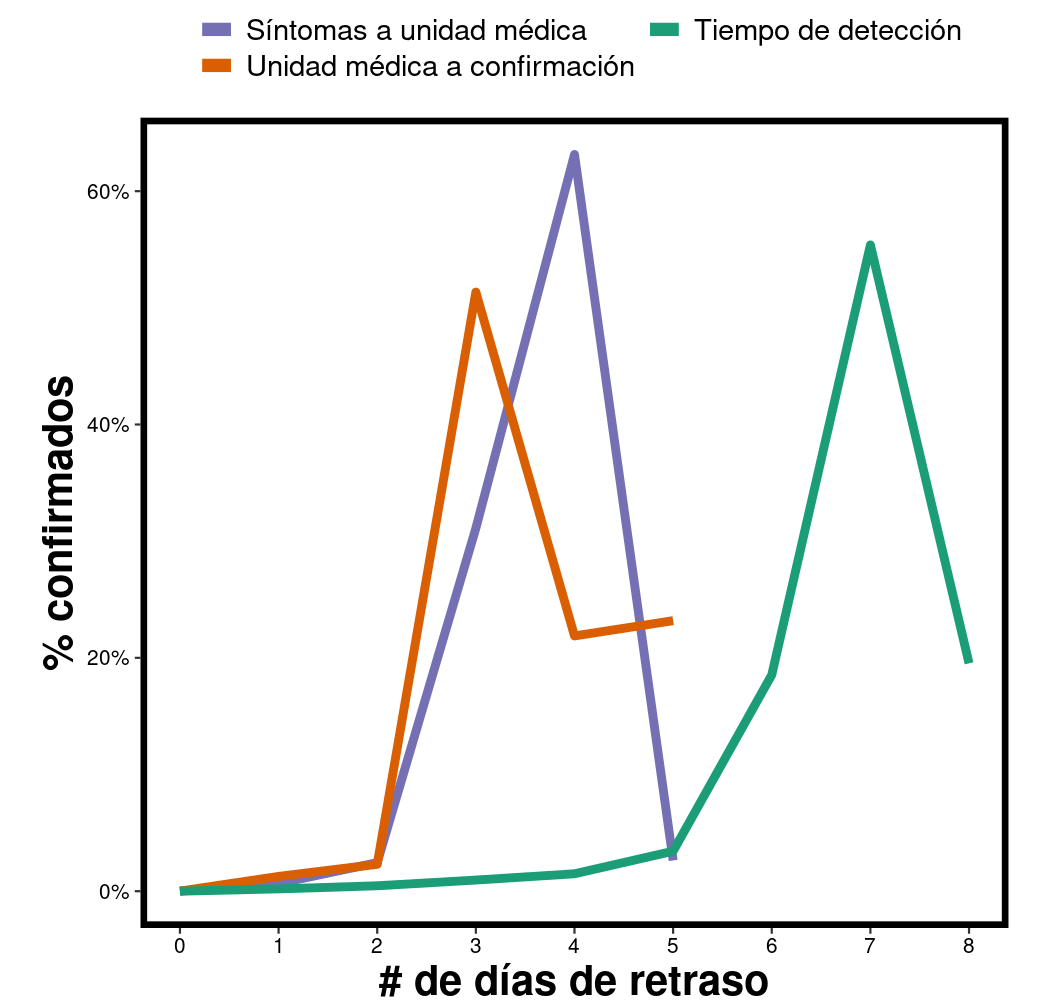 Síntomas a unidad médica
Tiempo de detección
Unidad médica a confirmación
60%
40%
20%
0%
% confirmados
0 1 2 3 4 5 6 7 8
# de días de retraso